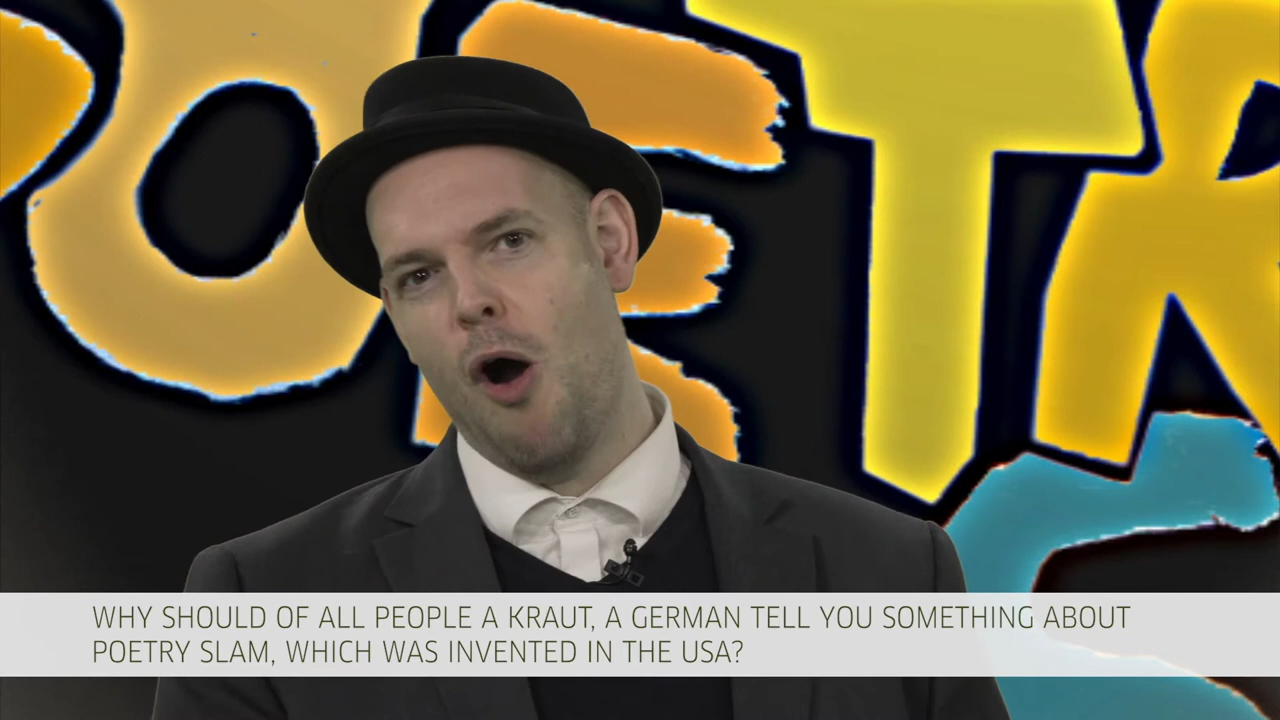 OETR
S
WHY SHOULD OF ALL PEOPLE A KRAUT, A GERMAN TELL YOU SOMETHING ABOUT
POETRY SLAM, WHICH WAS INVENTED IN THE USA?